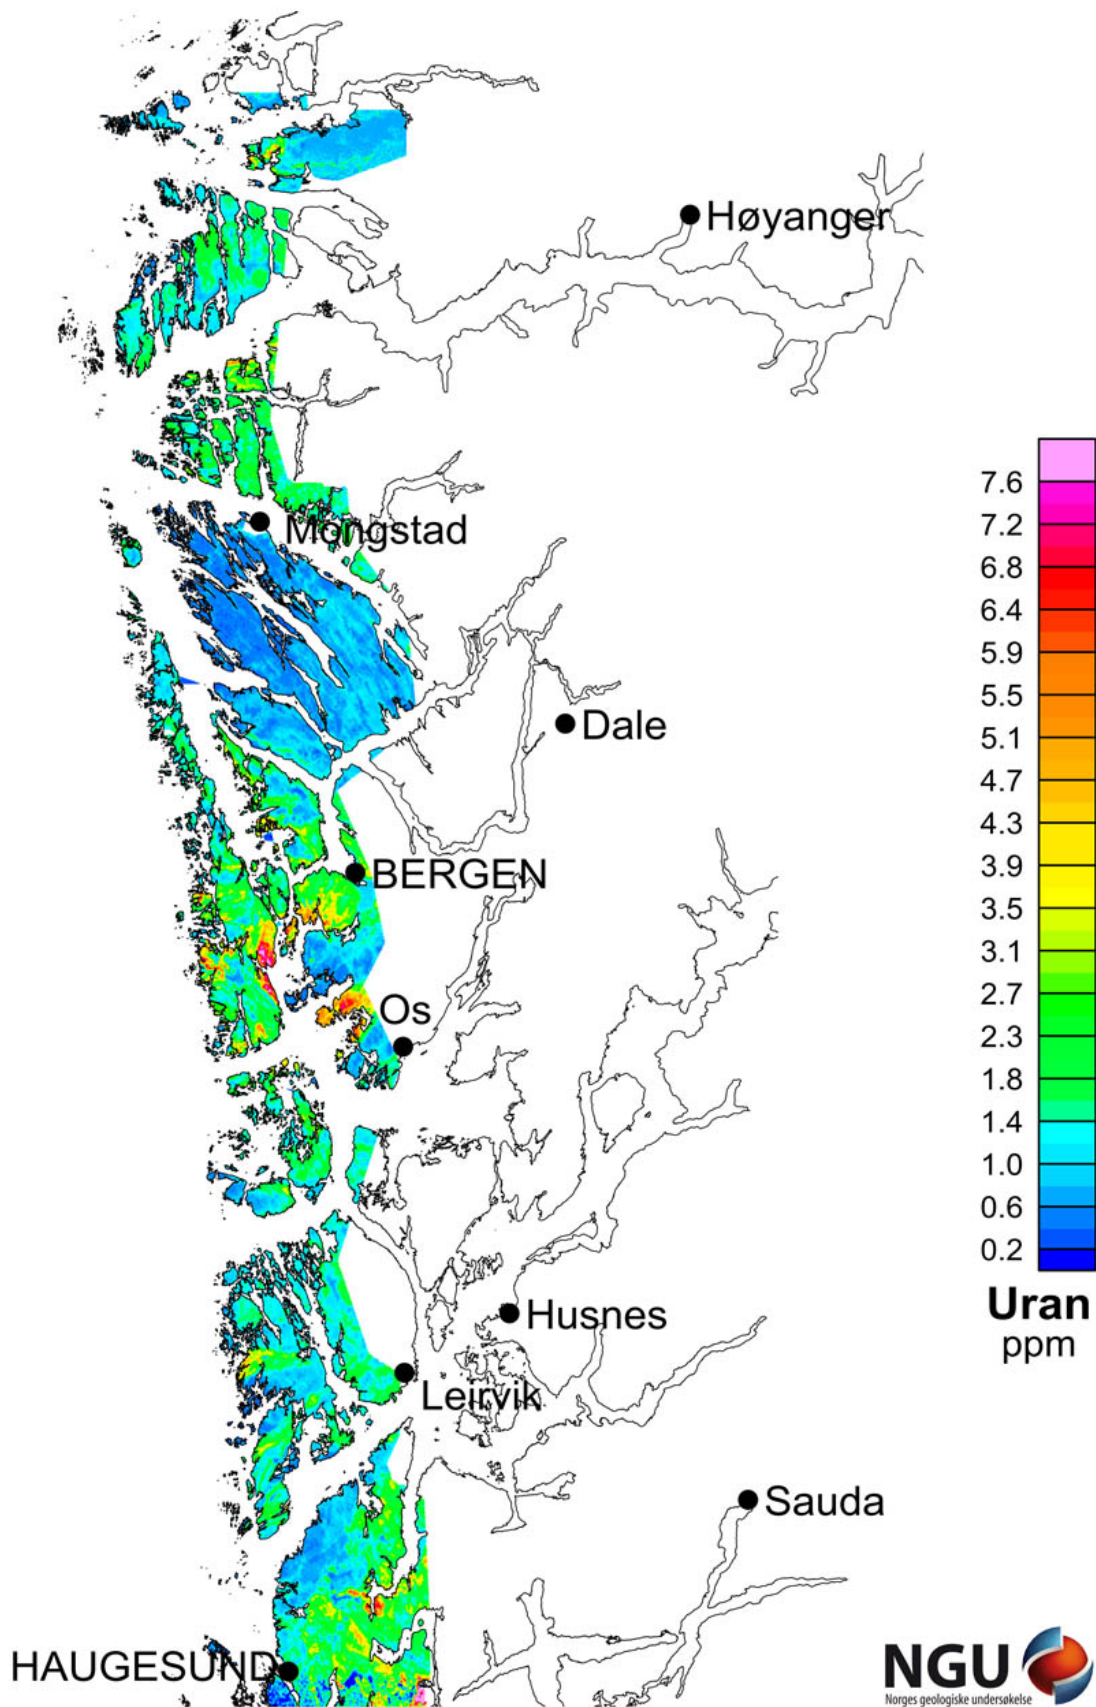 Høyanger
Mongstad
Dale
BERGEN
Os
Husnes
Leirvik
Sauda
HAUGESUND
7.6
7.2
6.8
6.4
5.9
5.5
5.1
4.7
4.3
3.9
3.5
3.1
2.7
2.3
1.8
1.4
1.0
0.6
0.2
Uran
ppm
NGU
Norges geologiske undersøkelse